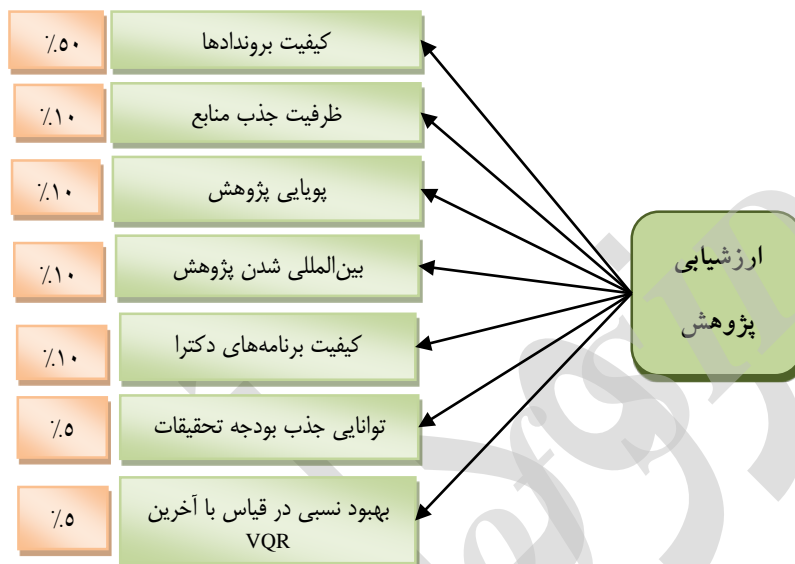 ارزشیابی
پژوهش
کیفیت بروندادها
٪۵۰
ظرفیت جذب منابع
٪۱۰
پویایی پژوهش
٪۱۰
بین‌المللی شدن پژوهش
٪۱۰
کیفیت برنامه‌های دکترا
٪۱۰
توانایی جذب بودجه تحقیقات
٪۵
بهبود نسبی در قیاس با آخرین
VQR
٪۵